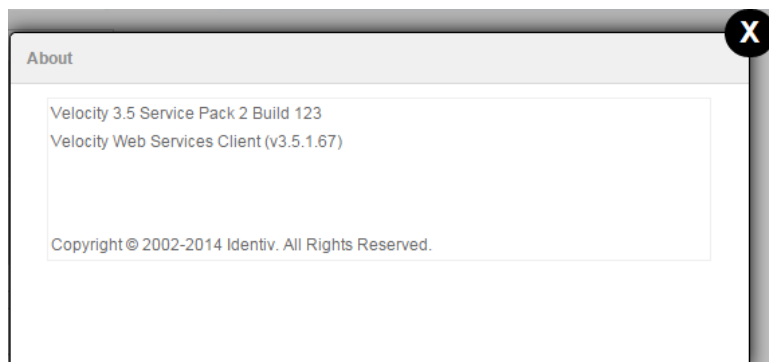 X
About
Velocity 3.5 Service Pack 2 Build 123
Velocity Web Services Client (v3.5.1.67)
Copyright © 2002-2014 Identiv. All Rights Reserved.